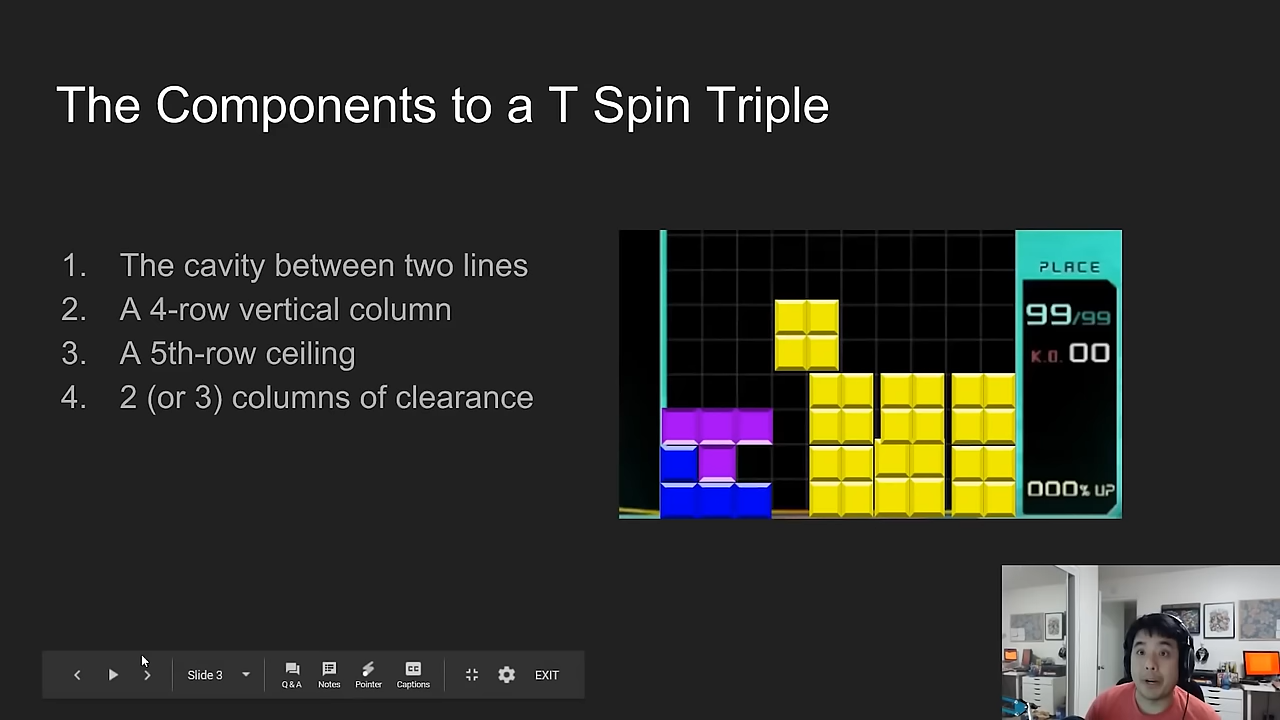 The Components to a T Spin Triple
1. The cavity between two lines
2. A 4-row vertical column
3. A 5th-row ceiling
4. 2 (or 3) columns of clearance
PLACE
99/99
K.O. 00
000% UP
Slide 3
Q&A
Notes
Pointer
CC
Captions
EXIT